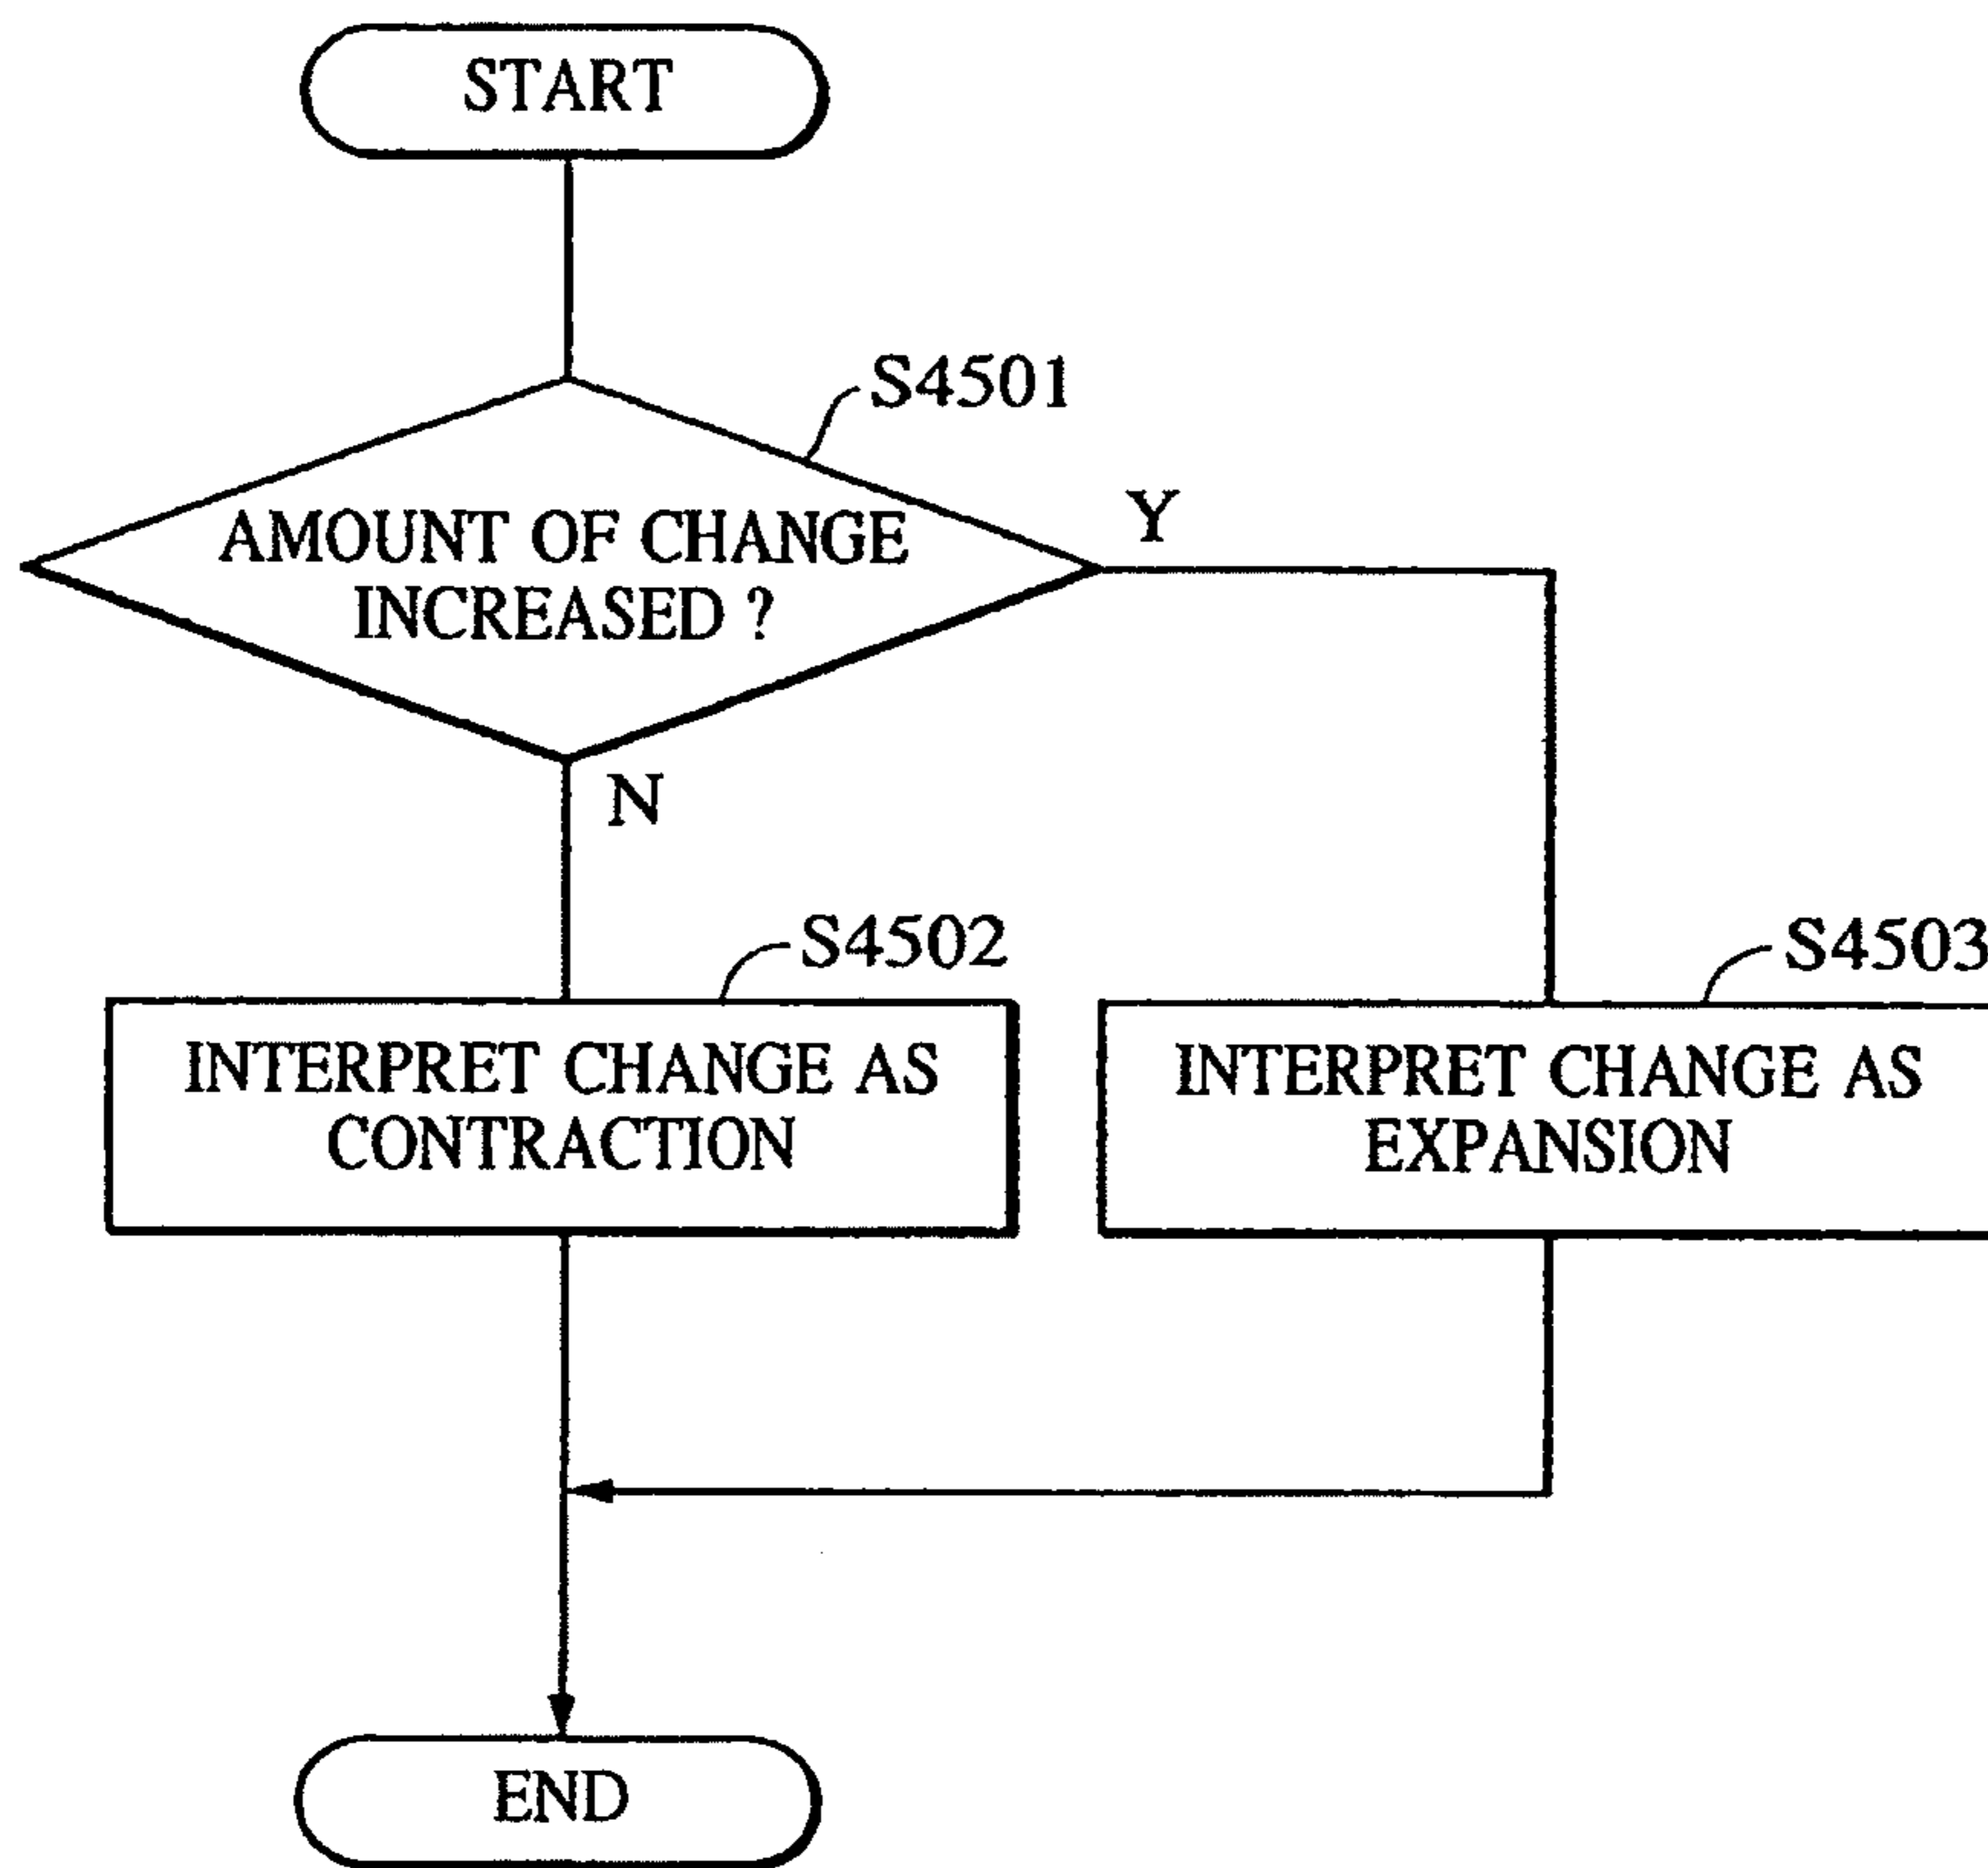 START
S4501
AMOUNT OF CHANGE
INCREASED ?
Y
N
S4502
S4503
INTERPRET CHANGE AS
CONTRACTION
INTERPRET CHANGE AS
EXPANSION
END